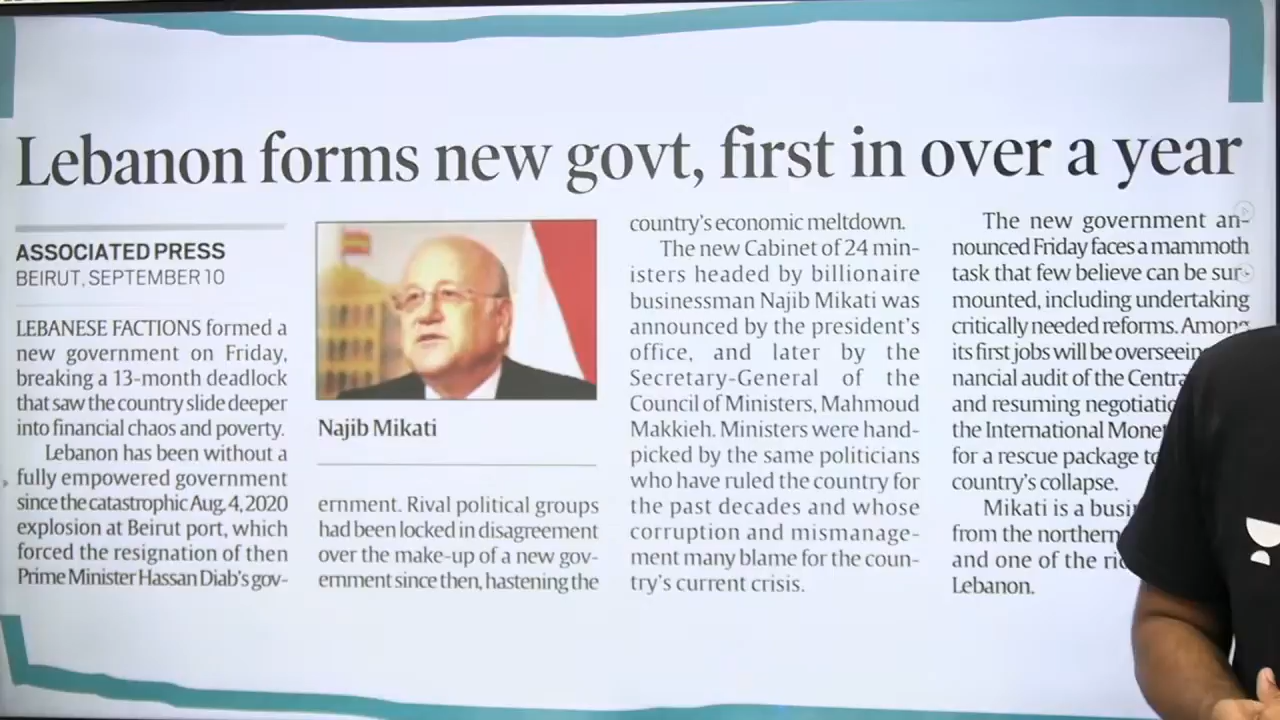 Lebanon forms new govt, first in over a year
ASSOCIATED PRESS
BEIRUT, SEPTEMBER 10
LEBANESE FACTIONS formed a
new government on Friday,
breaking a 13-month deadlock
that saw the country slide deeper
into financial chaos and poverty.
Lebanon has been without a
fully empowered government
since the catastrophic Aug. 4, 2020
explosion at Beirut port, which
forced the resignation of then
Prime Minister Hassan Diab's gov-
Najib Mikati
ernment. Rival political groups
had been locked in disagreement
over the make-up of a new gov-
ernment since then, hastening the
country's economic meltdown.
The new Cabinet of 24 min-
isters headed by billionaire
businessman Najib Mikati was
announced by the president's
office, and later by the
Secretary-General of the
Council of Ministers, Mahmoud
Makkieh. Ministers were hand-
picked by the same politicians
who have ruled the country for
the past decades and whose
corruption and mismanage-
ment many blame for the coun-
try's current crisis.
The new government an-
nounced Friday faces a mammoth
task that few believe can be sur-
mounted, including undertaking
critically needed reforms. Among
its first jobs will be
nancial audit of the
and resuming
the International
for a rescue package
country's collapse.
Mikati is a
from the northern
and one of the
Lebanon.